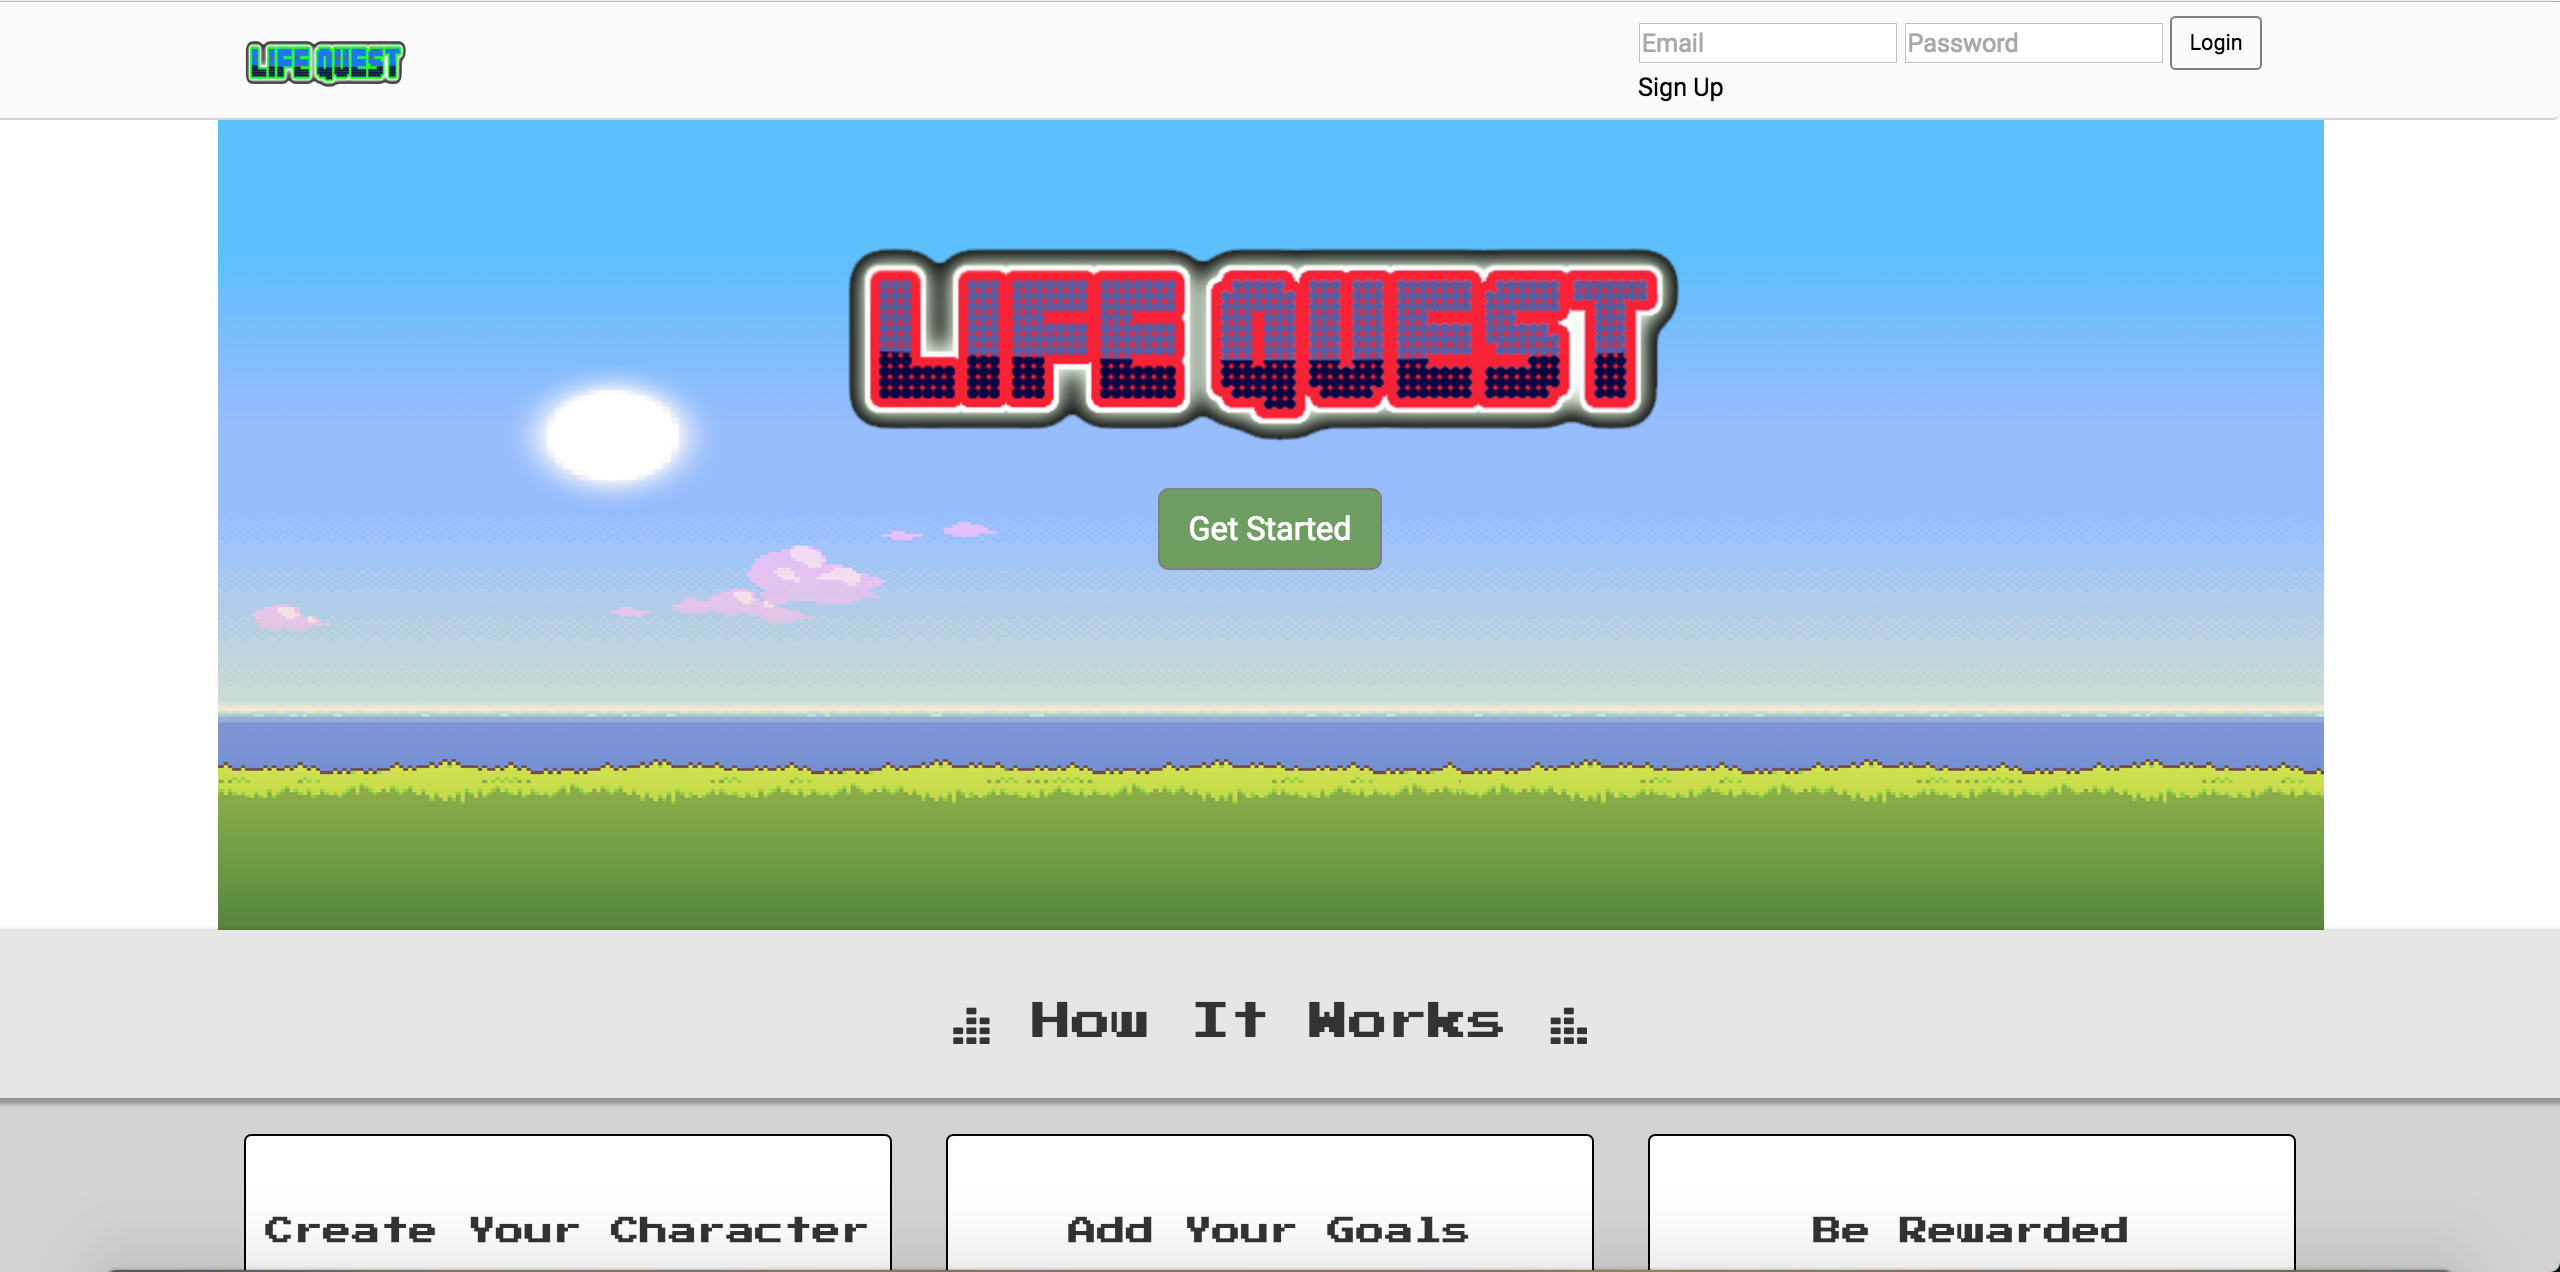 LIFE QUEST
Email Password Login
Sign Up
LIFE QUEST
Get Started
How It Works
Create Your Character
Add Your Goals
Be Rewarded